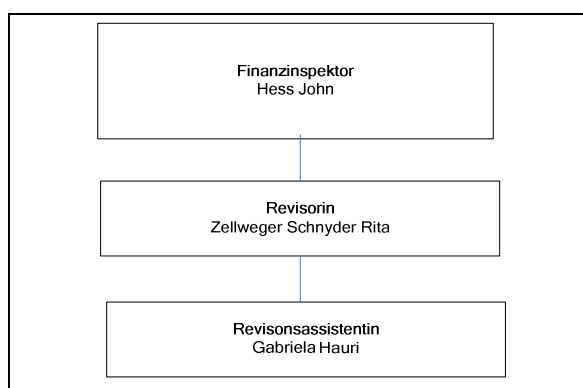 Finanzinspektor
Hess John
Revisorin
Zellweger Schnyder Rita
Revisonsassistentin
Gabriela Hauri